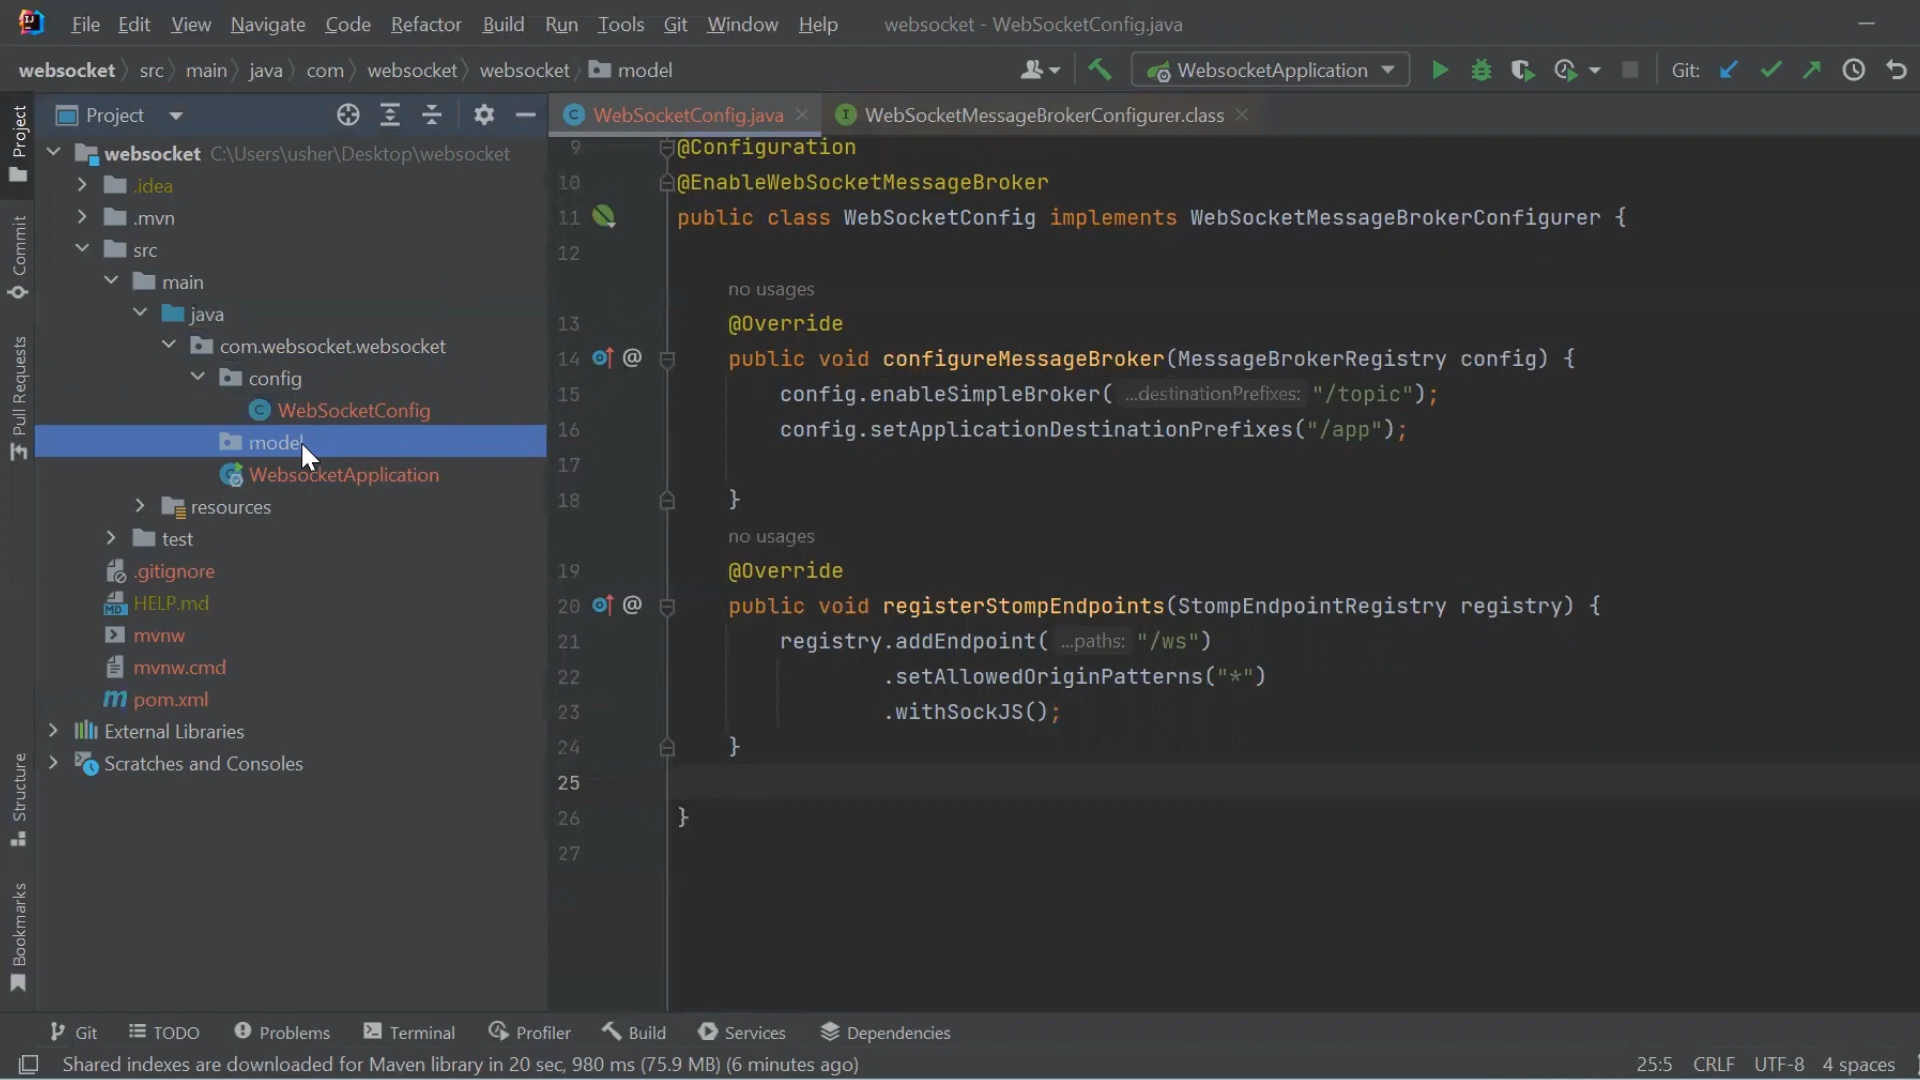 File Edit View Navigate Code Refactor Build Run Tools Git Window Help websocket - WebSocketConfig.java
websocket src main java com websocket websocket model WebsocketApplication Git:
Project
WebSocketConfig.java WebSocketMessageBrokerConfigurer.class
Project
Commit
Pull Requests
Structure
Bookmarks
websocket C:\Users\usher\Desktop\websocket
.idea
.mvn
src
main
java
com.websocket.websocket
config
WebSocketConfig
model
WebsocketApplication
resources
test
.gitignore
HELP.md
mvnw
mvnw.cmd
pom.xml
External Libraries
Scratches and Consoles
9 @Configuration
10 @EnableWebSocketMessageBroker
11 public class WebSocketConfig implements WebSocketMessageBrokerConfigurer {
12
no usages
13 @Override
14 public void configureMessageBroker(MessageBrokerRegistry config) {
15 config.enableSimpleBroker( ...destinationPrefixes: "/topic");
16 config.setApplicationDestinationPrefixes("/app");
17
18 }
no usages
19 @Override
20 public void registerStompEndpoints(StompEndpointRegistry registry) {
21 registry.addEndpoint( ...paths: "/ws")
22 .setAllowedOriginPatterns("*")
23 .withSockJS();
24 }
25
26 }
27
Git TODO Problems Terminal Profiler Build Services Dependencies
Shared indexes are downloaded for Maven library in 20 sec, 980 ms (75.9 MB) (6 minutes ago) 25:5 CRLF UTF-8 4 spaces